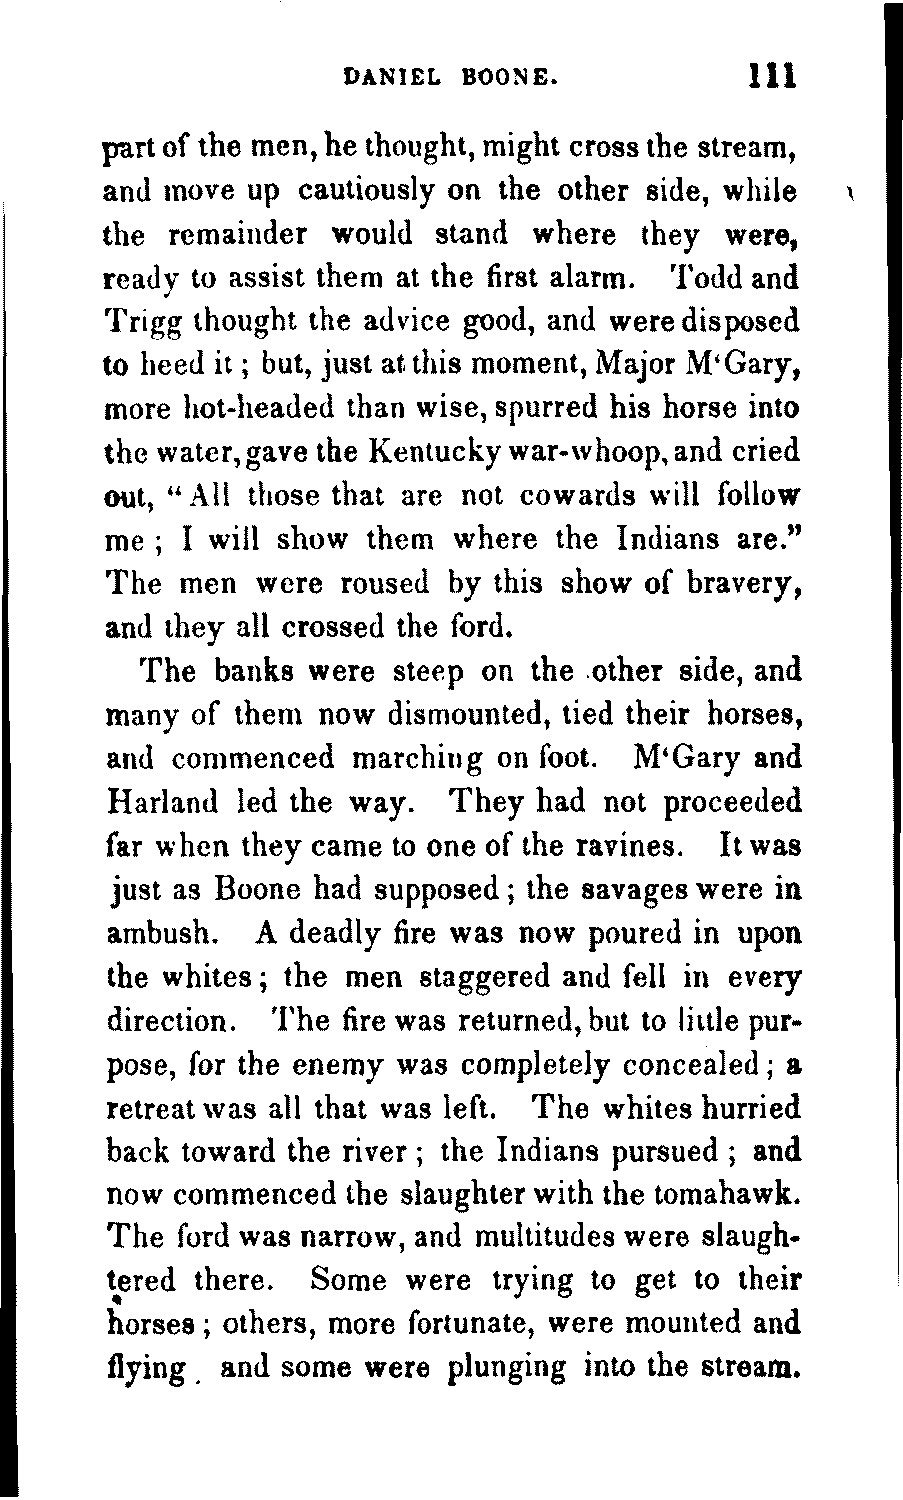 DANIEL BOONE. 111
part of the men, he thought, might cross the stream,
and move up cautiously on the other side, while
the remainder would stand where they were,
ready to assist them at the first alarm. Todd and
Trigg thought the advice good, and were disposed
to heed it ; but, just at this moment, Major M‘Gary,
more hot-headed than wise, spurred his horse into
the water, gave the Kentucky war-whoop, and cried
out, “ All those that are not cowards will follow
me ; I will show them where the Indians are.”
The men were roused by this show of bravery,
and they all crossed the ford.
The banks were steep on the other side, and
many of them now dismounted, tied their horses,
and commenced marching on foot. M‘Gary and
Harland led the way. They had not proceeded
far when they came to one of the ravines. It was
just as Boone had supposed ; the savages were in
ambush. A deadly fire was now poured in upon
the whites ; the men staggered and fell in every
direction. The fire was returned, but to little pur-
pose, for the enemy was completely concealed ; a
retreat was all that was left. The whites hurried
back toward the river ; the Indians pursued ; and
now commenced the slaughter with the tomahawk.
The ford was narrow, and multitudes were slaugh-
tered there. Some were trying to get to their
horses ; others, more fortunate, were mounted and
flying . and some were plunging into the stream.